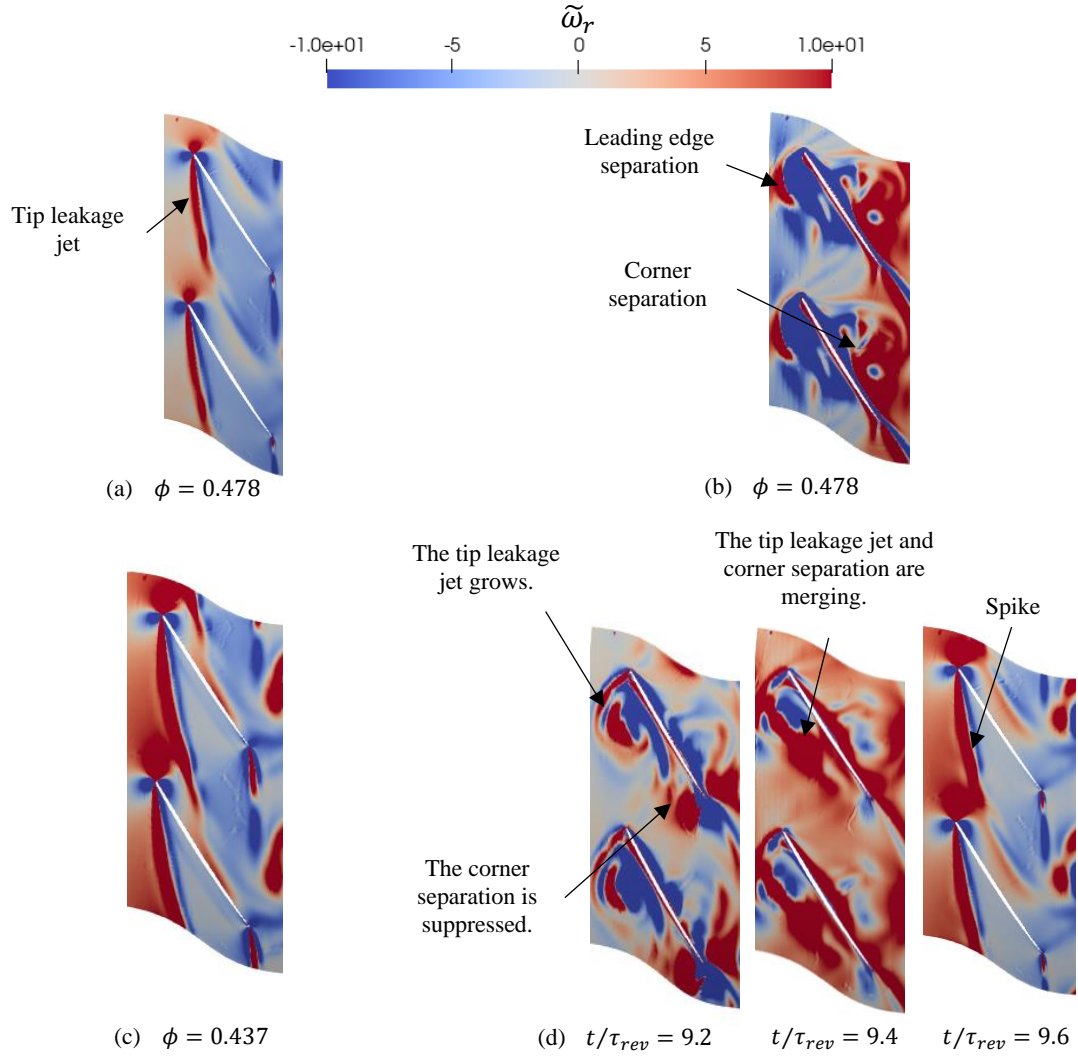 ω̃ᵣ
-1.0e+01 -5 0 5 1.0e+01
Tip leakage
jet
Leading edge
separation
Corner
separation
(a) ϕ = 0.478
(b) ϕ = 0.478
The tip leakage
jet grows.
The tip leakage jet and
corner separation are
merging.
Spike
The corner
separation is
suppressed.
(c) ϕ = 0.437
(d) t/τ_rev = 9.2 t/τ_rev = 9.4 t/τ_rev = 9.6